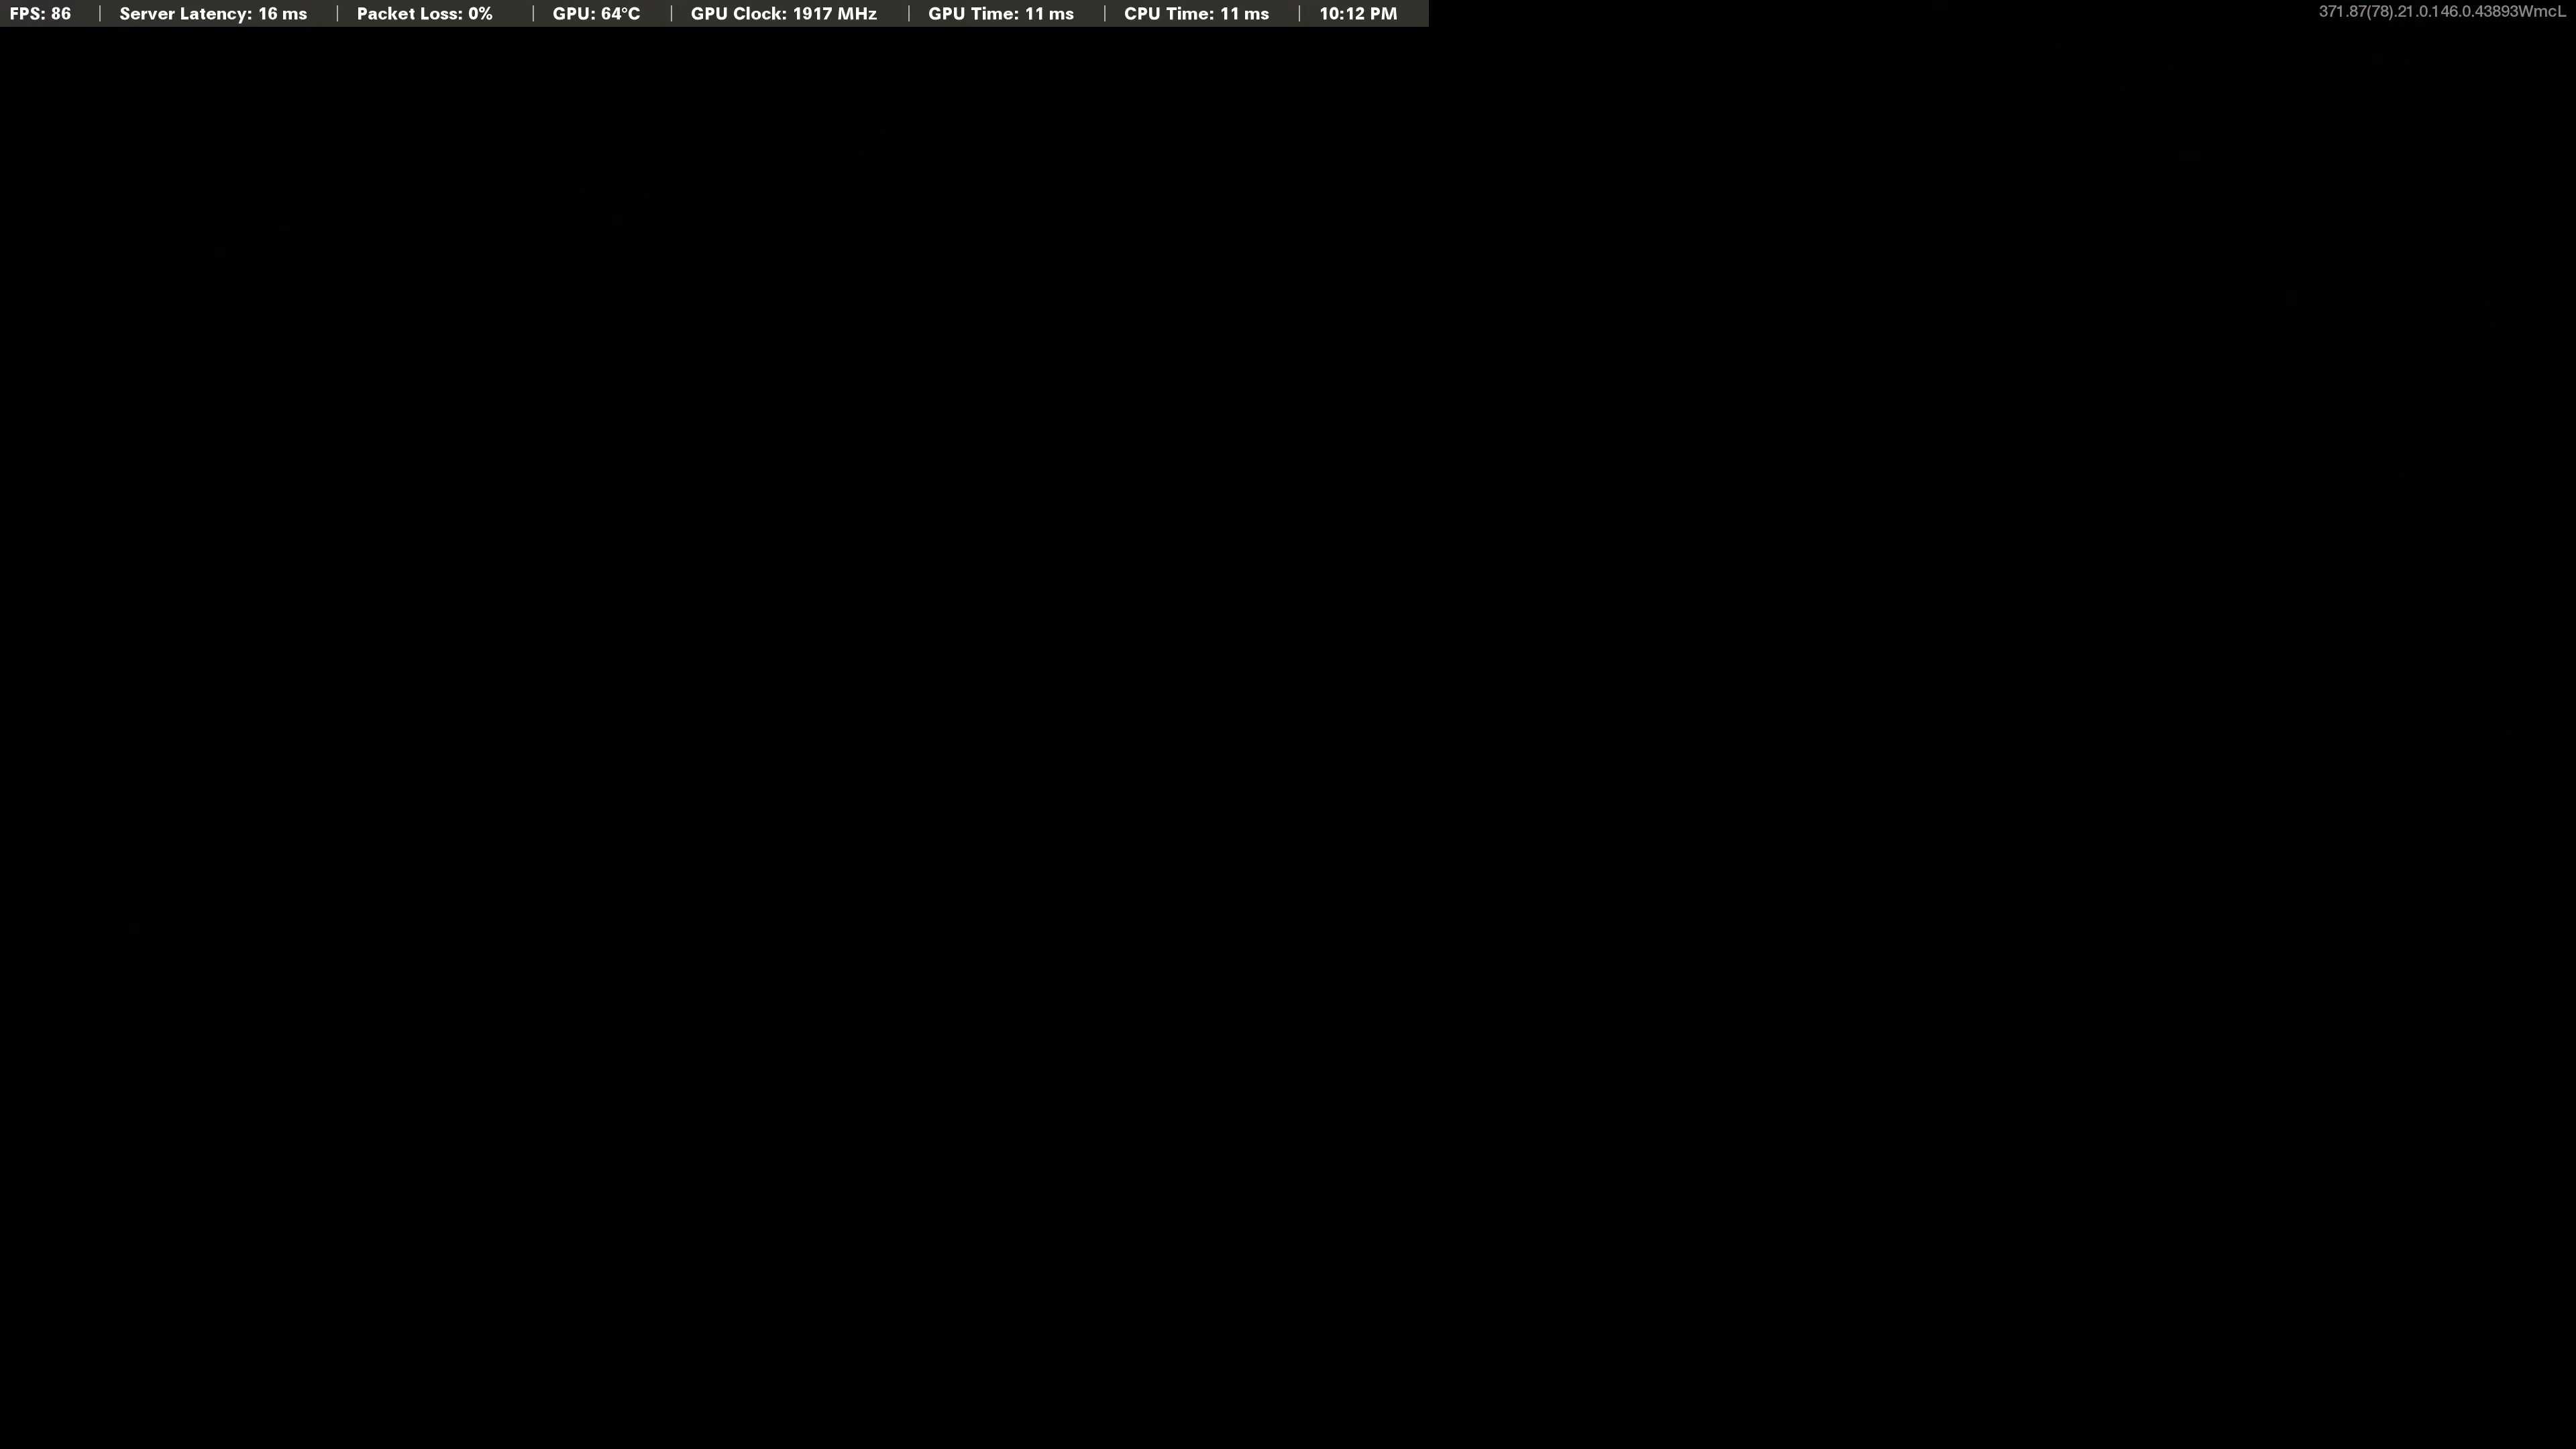 FPS: 86 | Server Latency: 16 ms | Packet Loss: 0% | GPU: 64°C | GPU Clock: 1917 MHz | GPU Time: 11 ms | CPU Time: 11 ms | 10:12 PM
371.87(78).21.0.146.0.43893WmcL